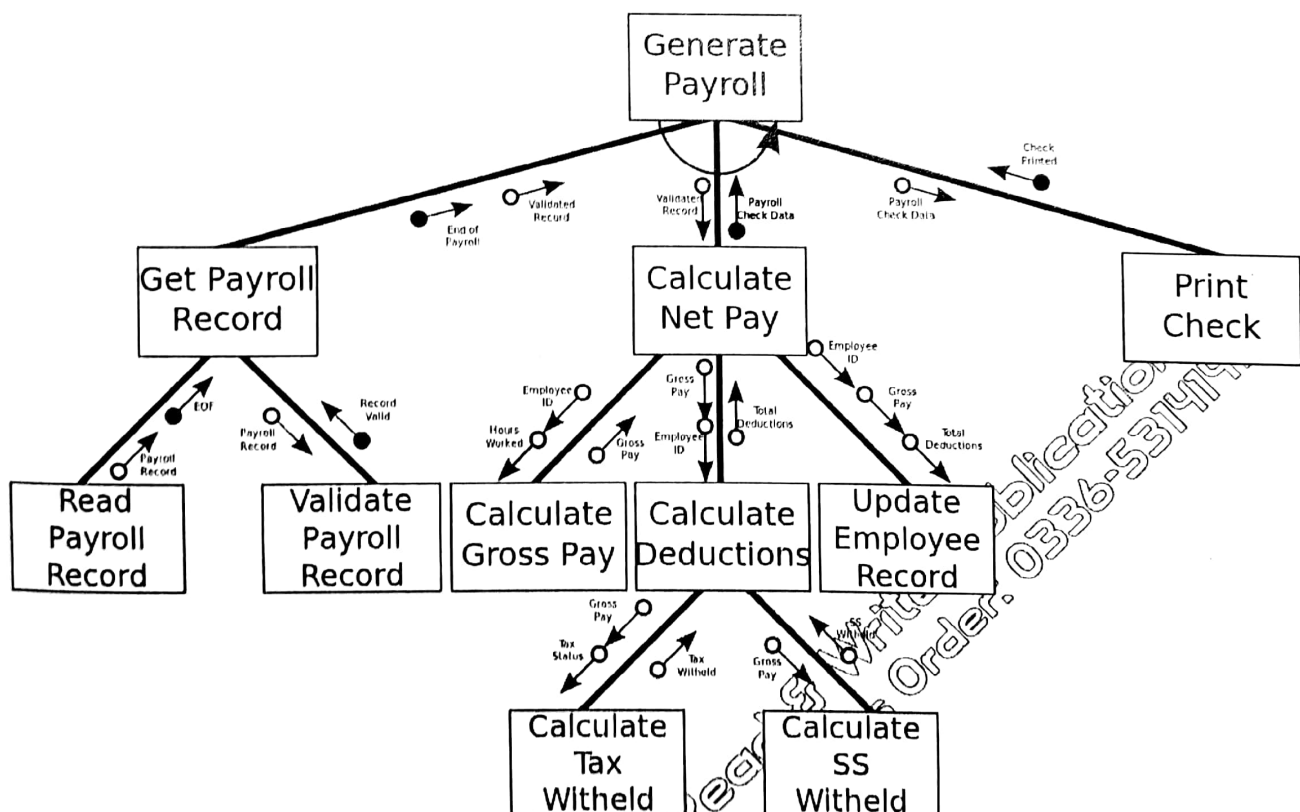 Generate
Payroll
Check
Printed
Validated
Record
End of
Payroll
Validated
Record
Payroll
Check Data
Payroll
Check Data
Get Payroll
Record
Calculate
Net Pay
Print
Check
EOF
Payroll
Record
Payroll
Record
Record
Valid
Employee
ID
Hours
Worked
Gross
Pay
Gross
Pay
Employee
ID
Total
Deductions
Employee
ID
Gross
Pay
Total
Deductions
Read
Payroll
Record
Validate
Payroll
Record
Calculate
Gross Pay
Calculate
Deductions
Update
Employee
Record
Gross
Pay
Tax
Status
Tax
Witheld
Gross
Pay
SS
Witheld
Calculate
Tax
Witheld
Calculate
SS
Witheld
Order.